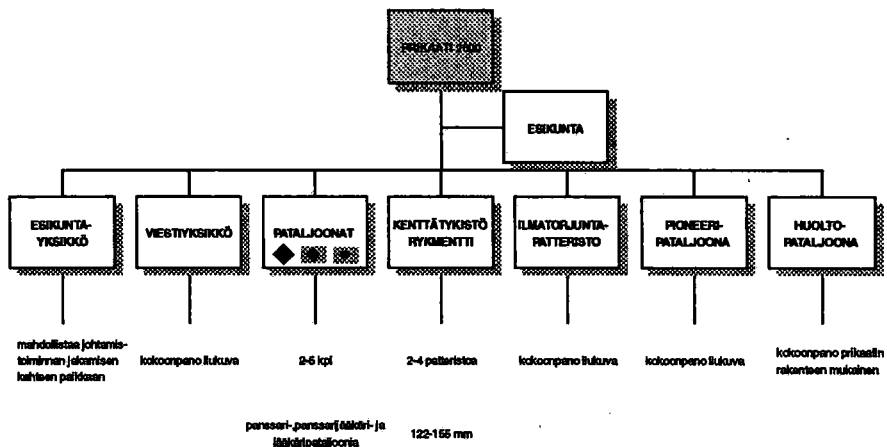 PRIKAATI 2000
ESIKUNTA
ESIKUNTA-
YKSIKKÖ
VIESTIYKSIKKÖ
PATALJOONAT
KENTTÄTYKISTÖ
RYKMENTTI
ILMATORJUNTA-
PATTERISTO
PIONEERI-
PATALJOONA
HUOLTO-
PATALJOONA
mahdollistaa johtamis-
toiminnan jakamisen
kahteen paikkaan
kokoonpano liukuva
2-5 kpl
2-4 patteristoa
kokoonpano liukuva
kokoonpano liukuva
kokoonpano prikaatin
rakenteen mukainen
panssari-,panssarijääkäri- ja
jääkäripataljoonia
122-155 mm